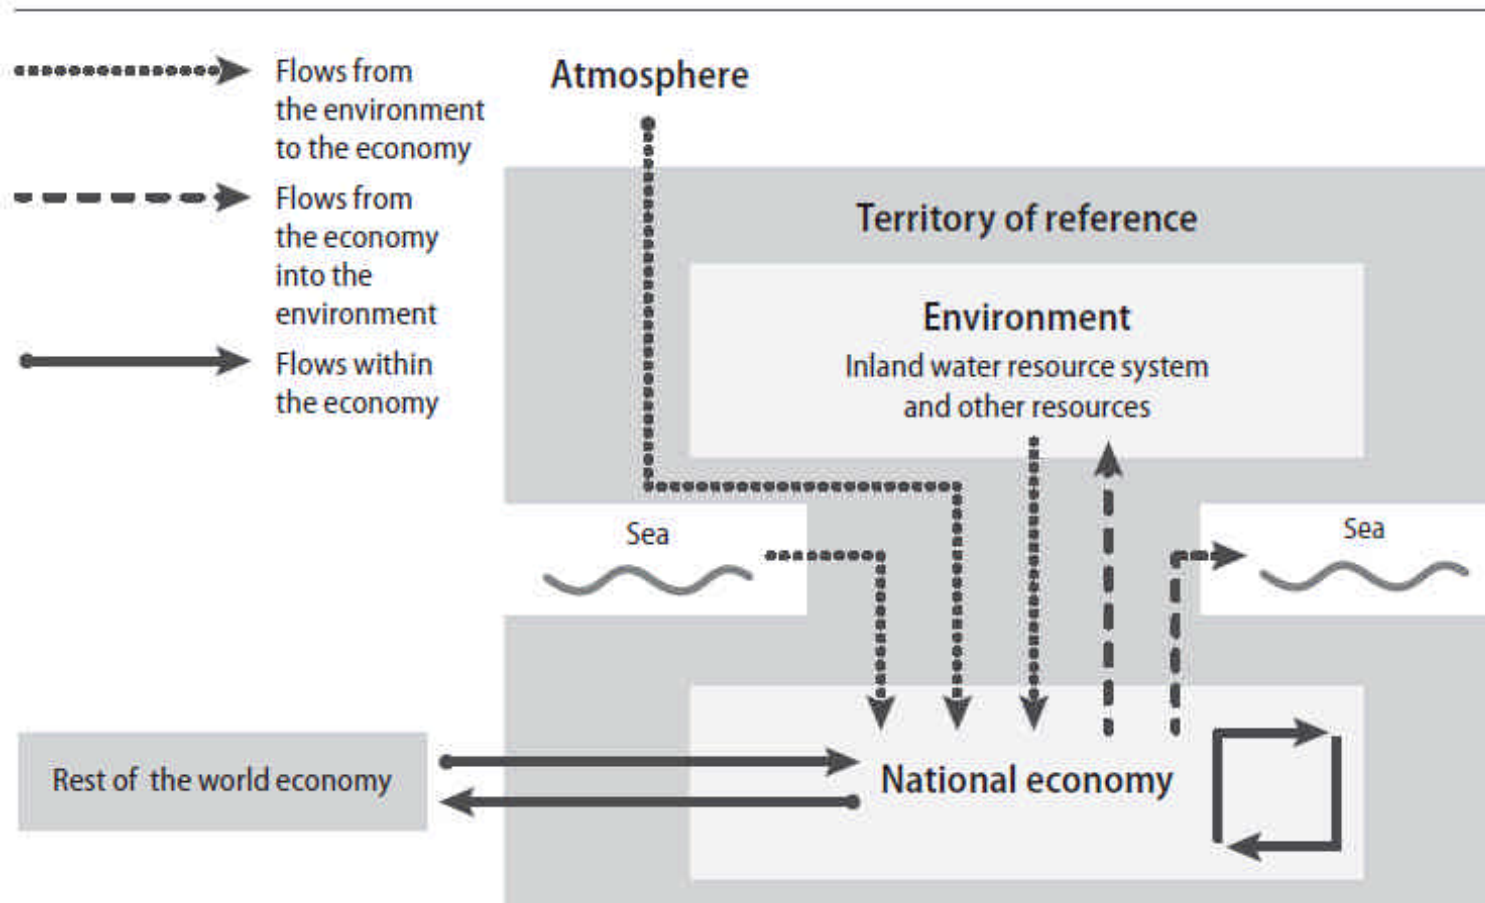 Flows from
the environment
to the economy
Flows from
the economy
into the
environment
Flows within
the economy
Atmosphere
Territory of reference
Environment
Inland water resource system
and other resources
Sea
Sea
Rest of the world economy
National economy